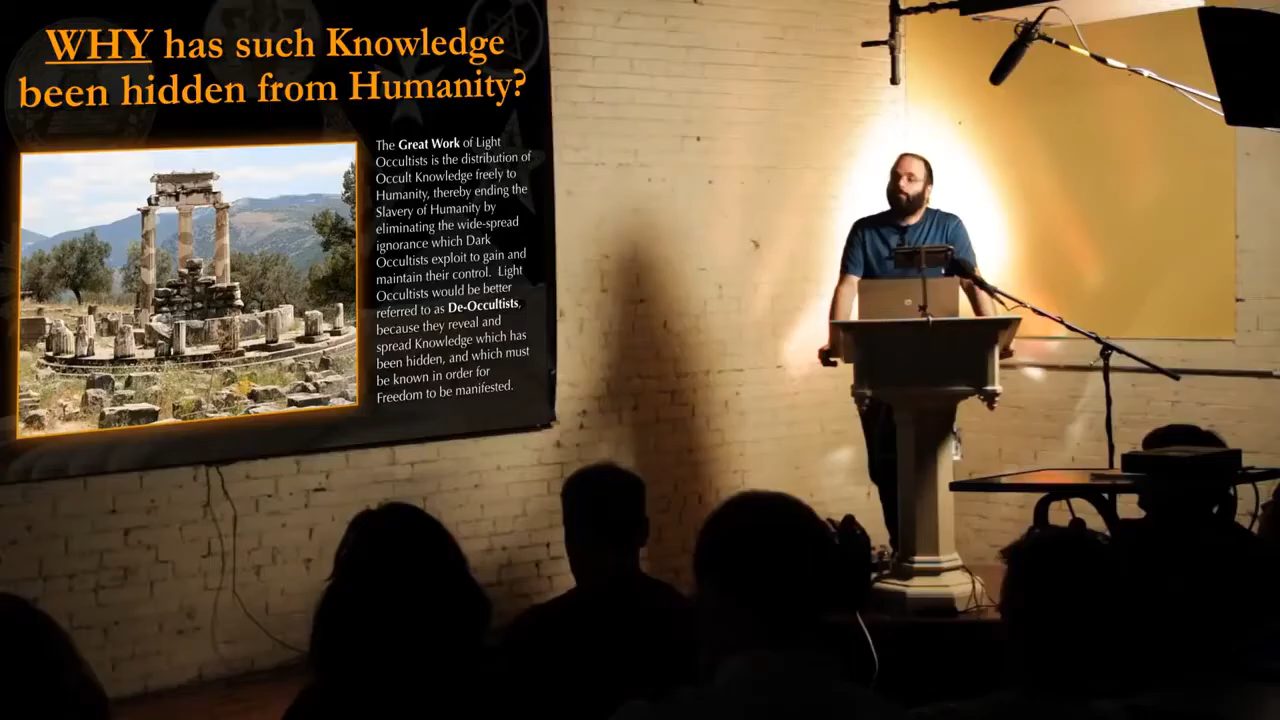 WHY has such Knowledge
been hidden from Humanity?
The Great Work of Light
Occultists is the distribution of
Occult Knowledge freely to
Humanity, thereby ending the
Slavery of Humanity by
eliminating the wide-spread
ignorance which Dark
Occultists exploit to gain and
maintain their control. Light
Occultists would be better
referred to as De-Occultists,
because they reveal and
spread Knowledge which has
been hidden, and which must
be known in order for
Freedom to be manifested.